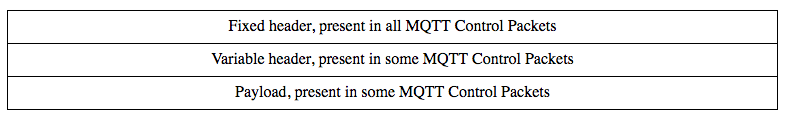 Fixed header, present in all MQTT Control Packets
Variable header, present in some MQTT Control Packets
Payload, present in some MQTT Control Packets